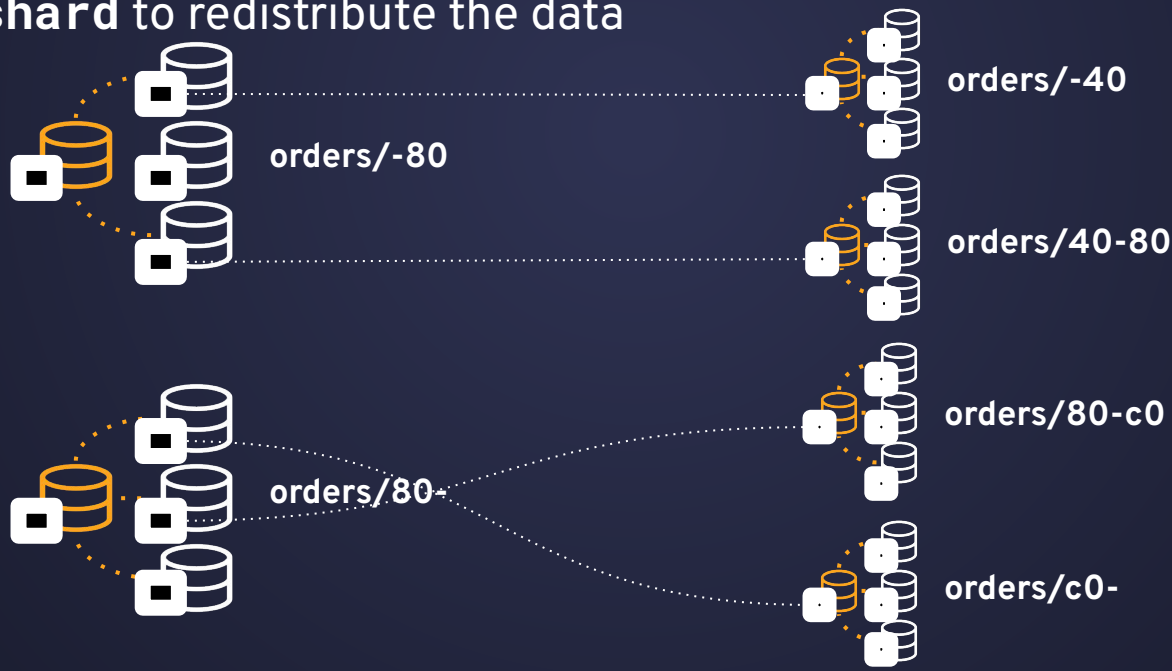 shard to redistribute the data
orders/-40
orders/-80
orders/40-80
orders/80-c0
orders/80-
orders/c0-